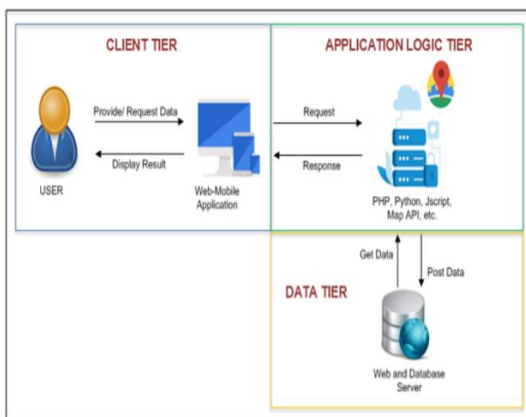 CLIENT TIER
APPLICATION LOGIC TIER
Provide/ Request Data
Display Result
USER
Web-Mobile
Application
Request
Response
PHP, Python, Jscript,
Map API, etc.
Get Data
Post Data
DATA TIER
Web and Database
Server